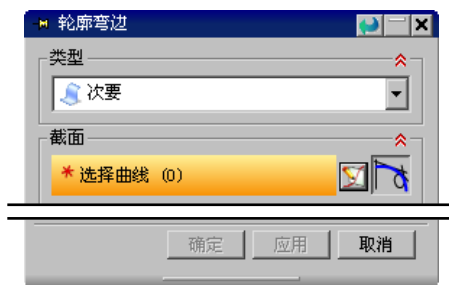 轮廓弯边
类型
次要
截面
* 选择曲线 (0)
确定 应用 取消